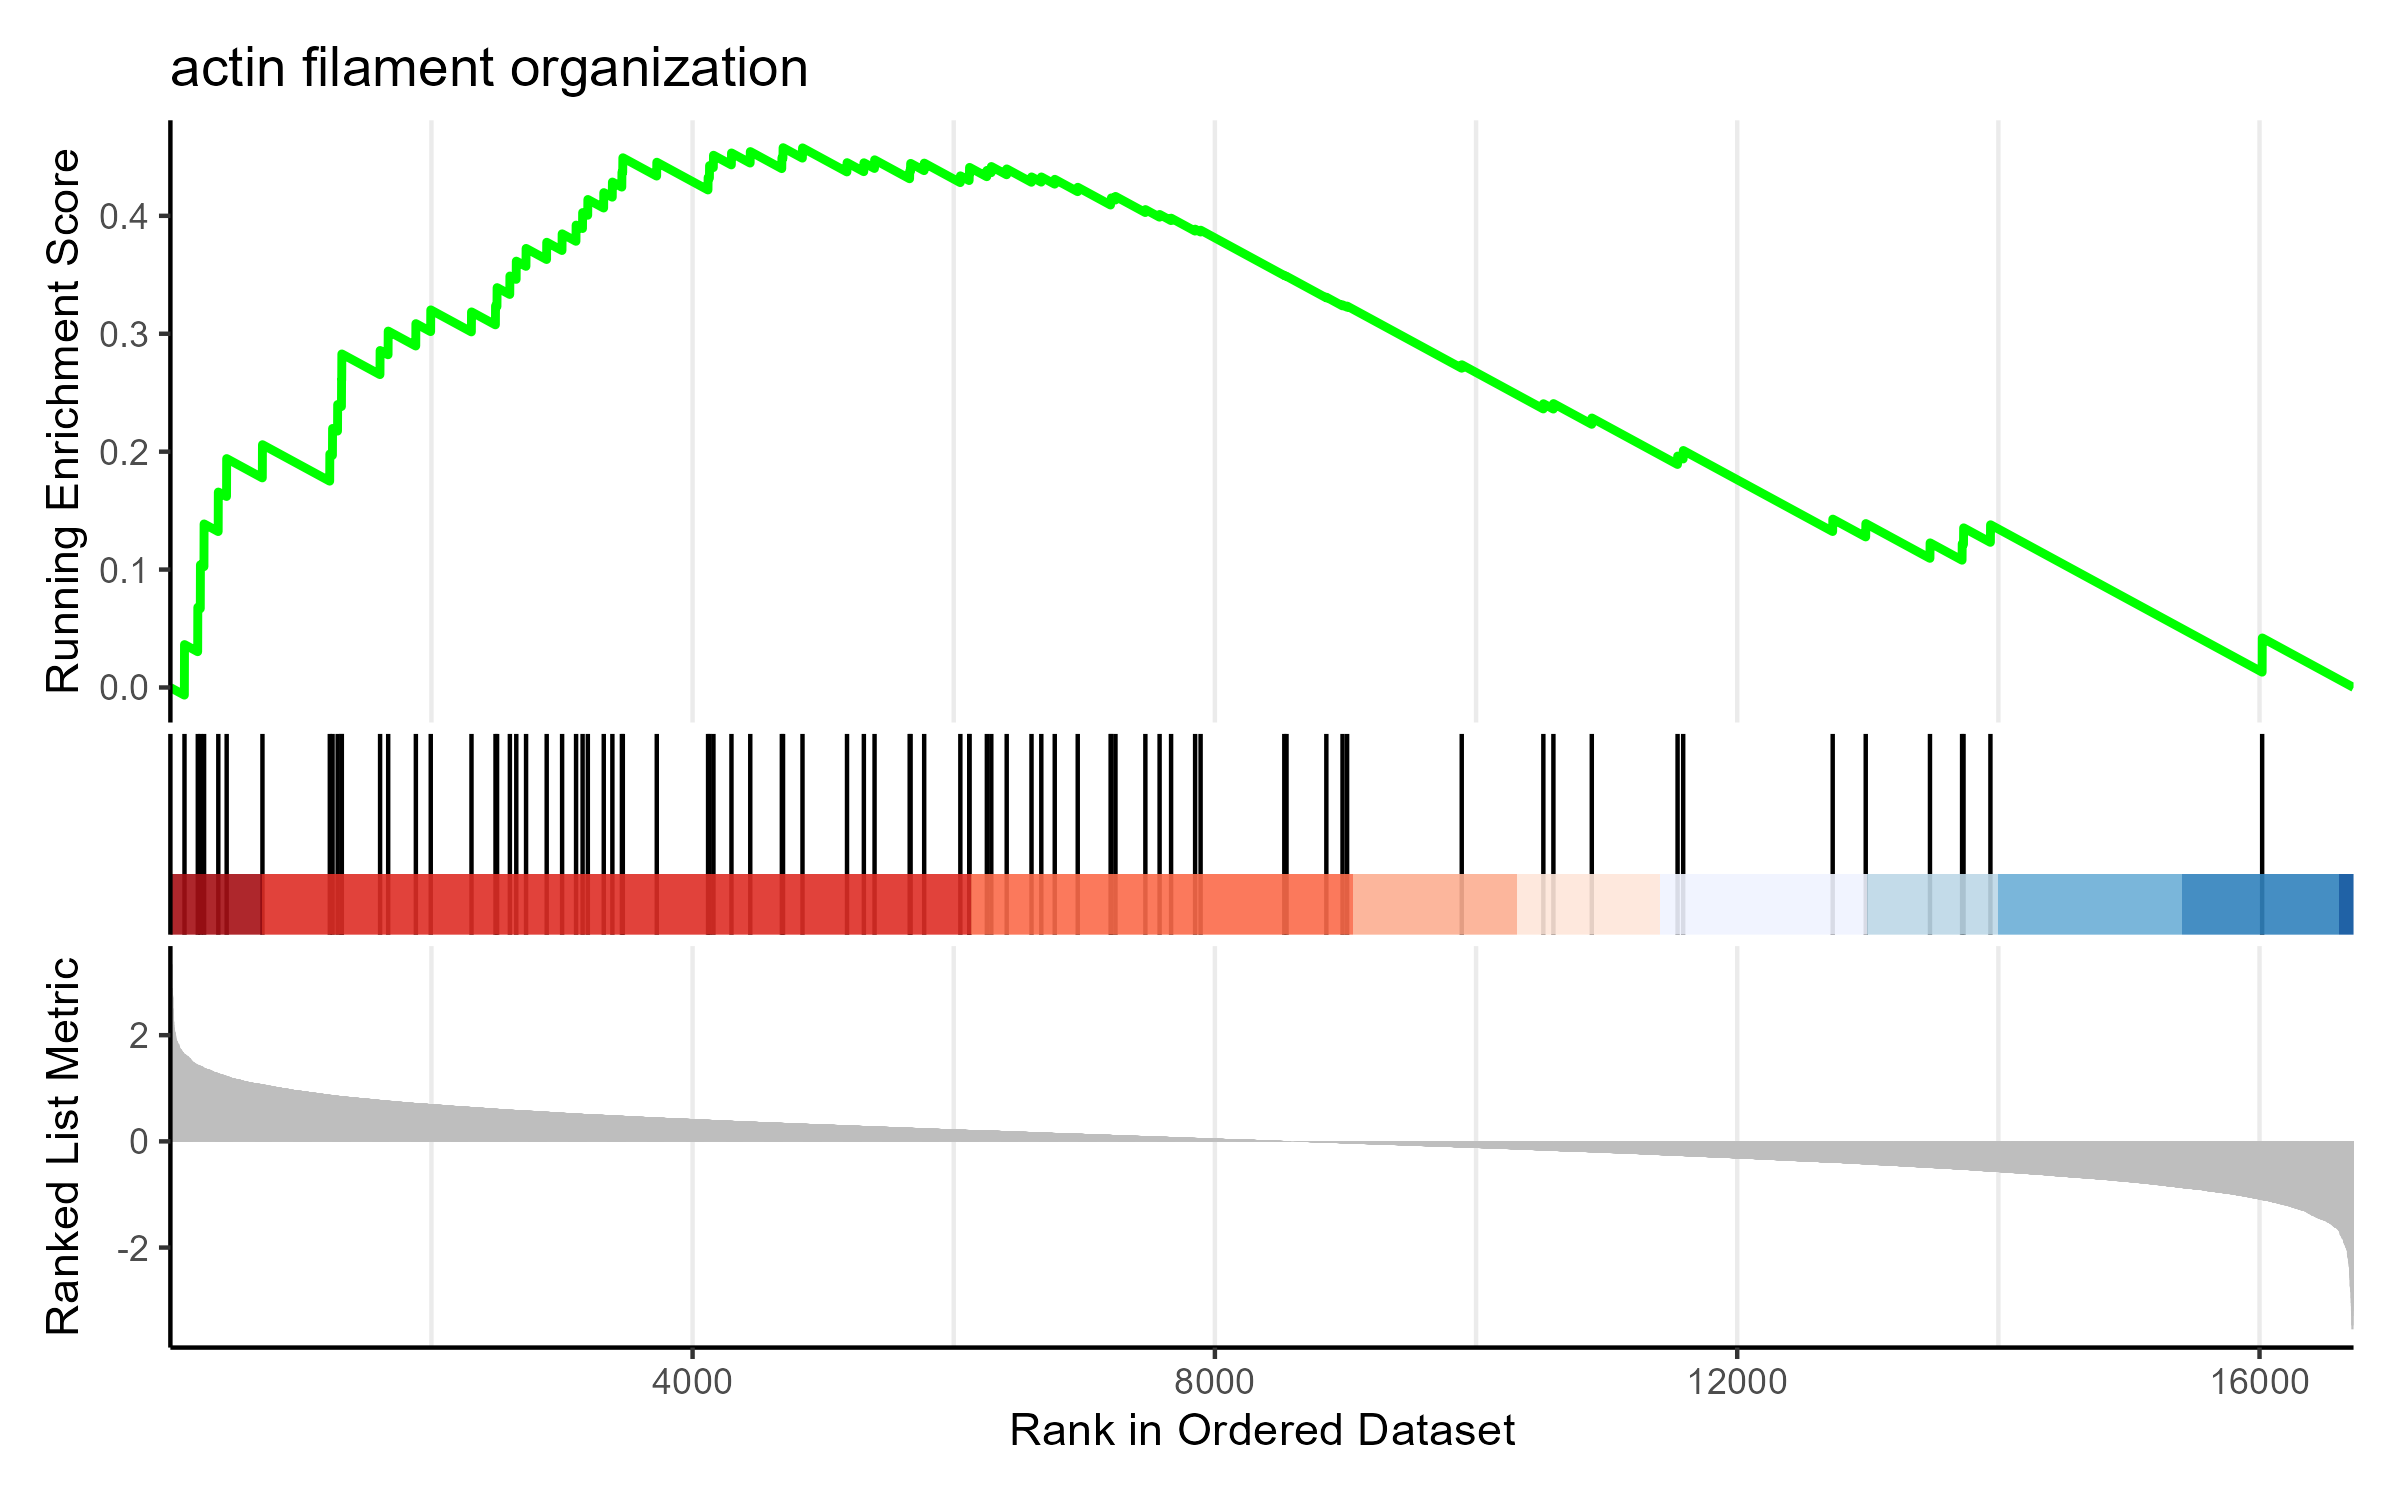 actin filament organization
Running Enrichment Score
0.4
0.3
0.2
0.1
0.0
Ranked List Metric
2
0
-2
4000 8000 12000 16000
Rank in Ordered Dataset